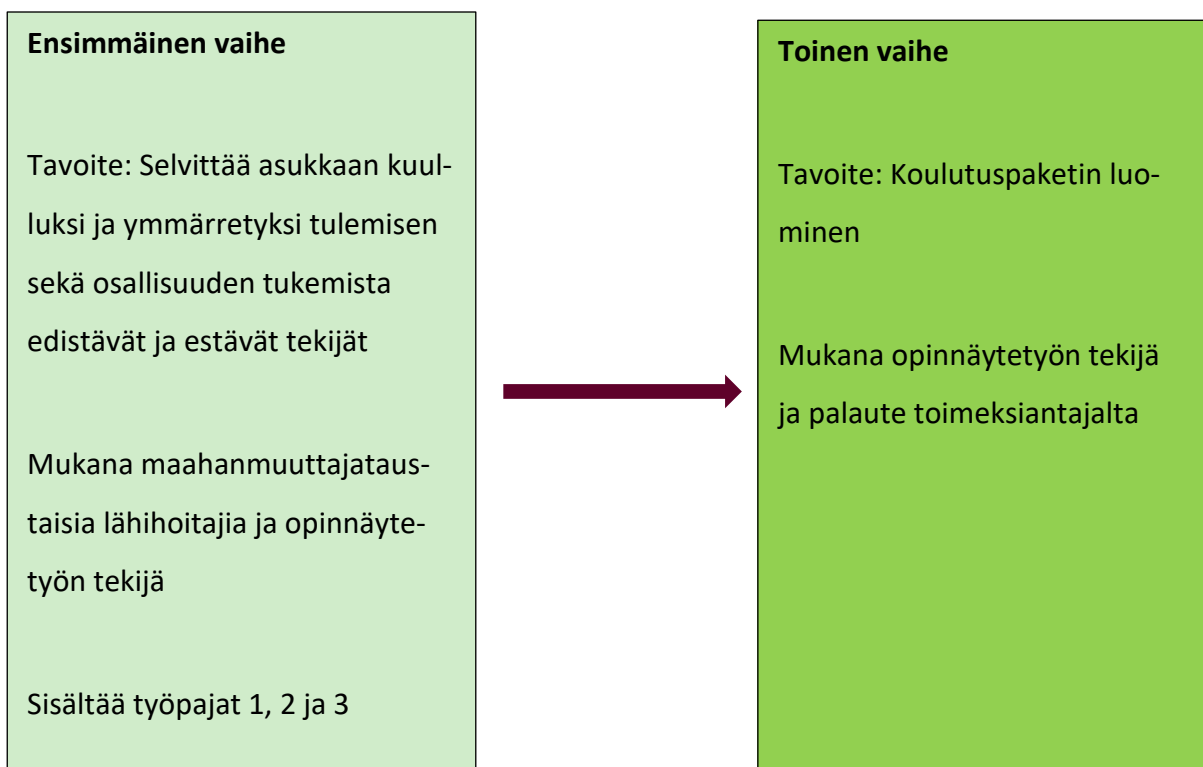 Ensimmäinen vaihe
Tavoite: Selvittää asukkaan kuul-
luksi ja ymmärretyksi tulemisen
sekä osallisuuden tukemista
edistävät ja estävät tekijät
Mukana maahanmuuttajataus-
taisia lähihoitajia ja opinnäyte-
työn tekijä
Sisältää työpajat 1, 2 ja 3
Toinen vaihe
Tavoite: Koulutuspaketin luo-
minen
Mukana opinnäytetyön tekijä
ja palaute toimeksiantajalta